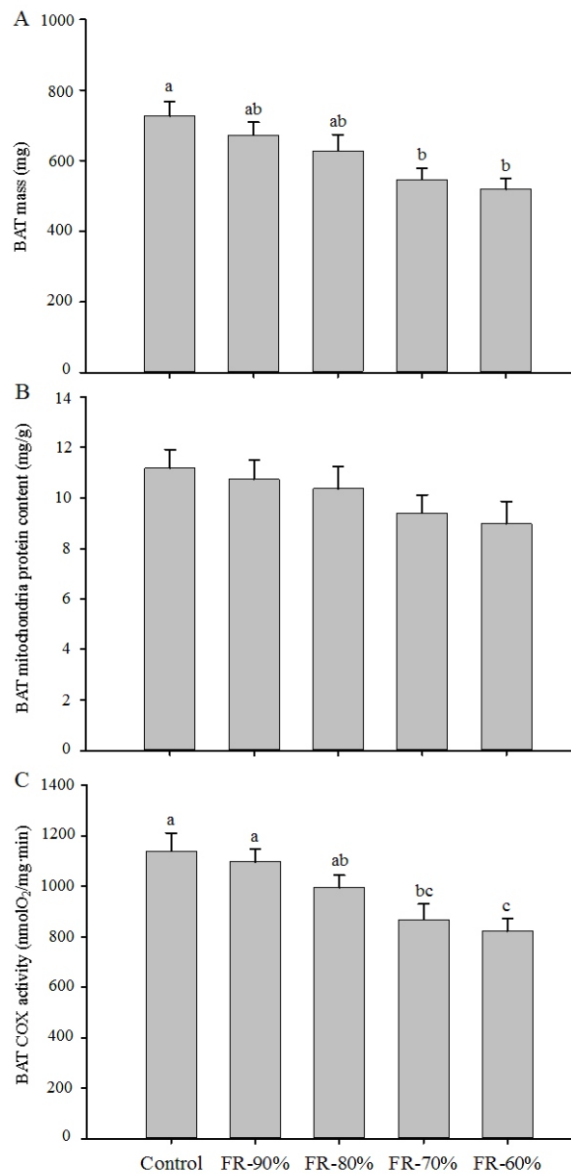 A
1000
800
600
400
200
0
BAT mass (mg)
a
ab
ab
b
b
B
14
12
10
8
6
4
2
0
BAT mitochondria protein content (mg/g)
C
1400
1200
1000
800
600
400
200
0
BAT COX activity (nmolO₂/mg·min)
a
a
ab
bc
c
Control FR-90% FR-80% FR-70% FR-60%